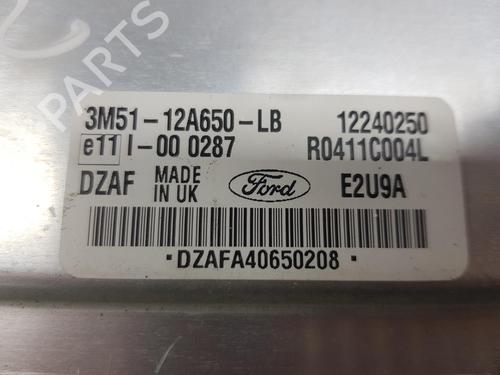 PARTS
3M51-12A650-LB 12240250
e11 I-00 0287 R0411C004L
DZAF MADE IN UK Ford E2U9A
·DZAFA40650208·